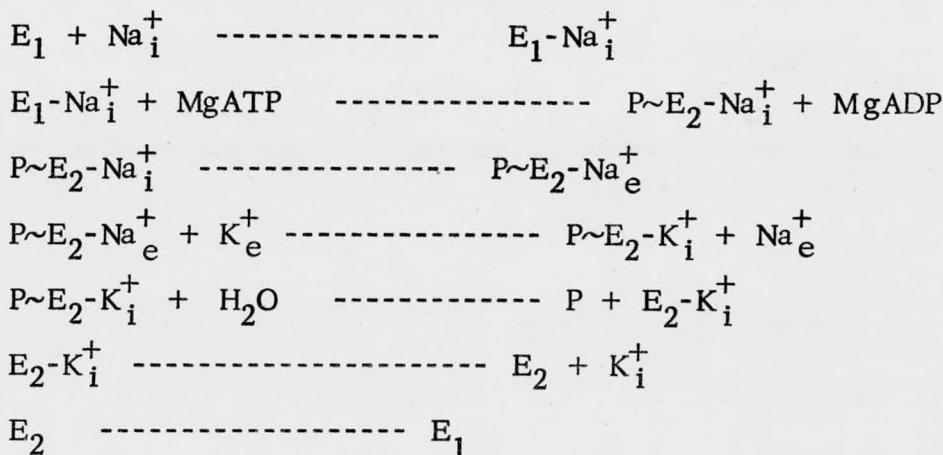 E₁ + Na⁺ᵢ -------------- E₁-Na⁺ᵢ
E₁-Na⁺ᵢ + MgATP ---------------- P~E₂-Na⁺ᵢ + MgADP
P~E₂-Na⁺ᵢ ---------------- P~E₂-Na⁺ₑ
P~E₂-Na⁺ₑ + K⁺ₑ -------------- P~E₂-K⁺ᵢ + Na⁺ₑ
P~E₂-K⁺ᵢ + H₂O -------------- P + E₂-K⁺ᵢ
E₂-K⁺ᵢ ------------------------ E₂ + K⁺ᵢ
E₂ ------------------- E₁